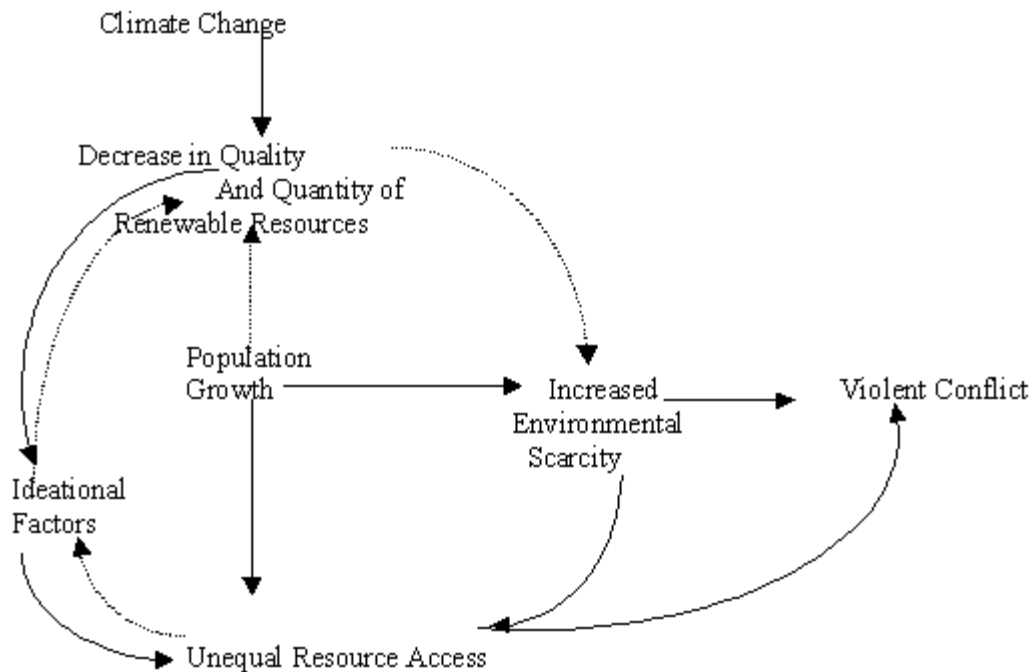 Climate Change
Decrease in Quality
And Quantity of
Renewable Resources
Population
Growth
Increased
Environmental
Scarcity
Violent Conflict
Ideational
Factors
Unequal Resource Access